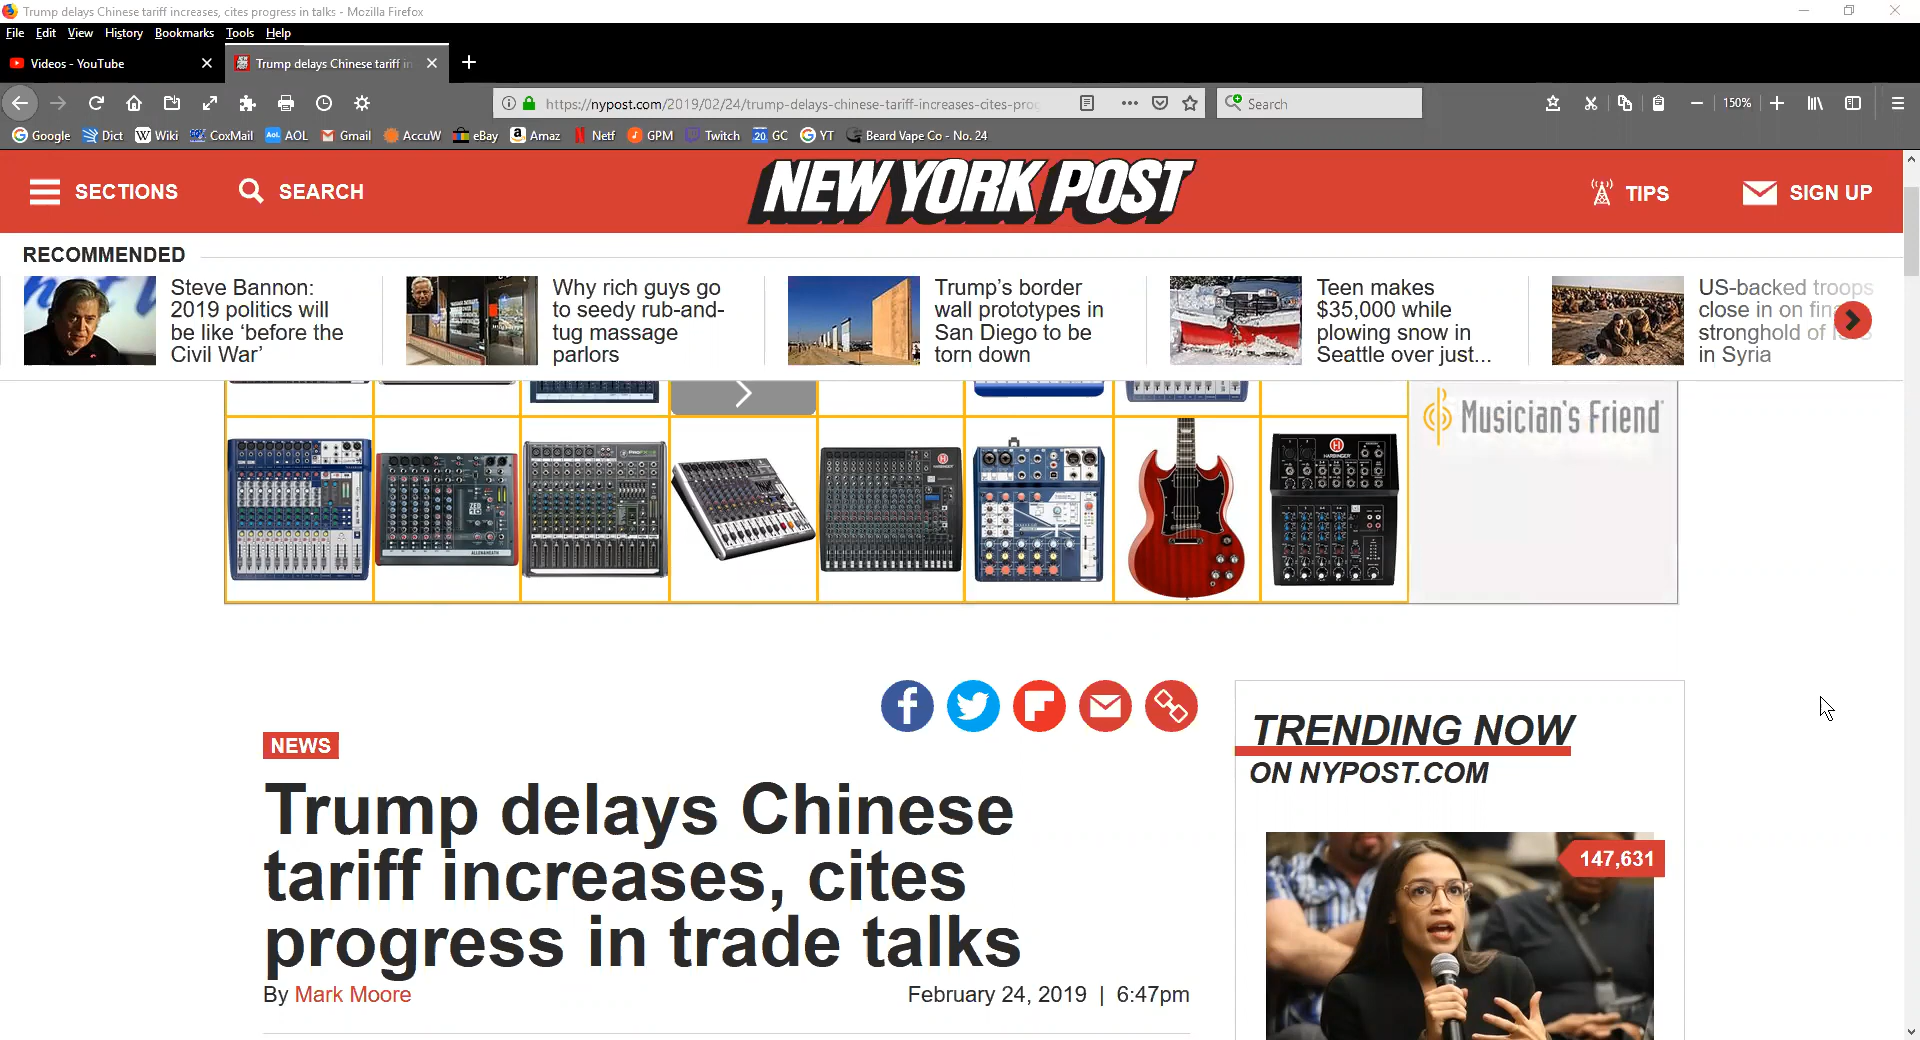 Trump delays Chinese tariff increases, cites progress in talks - Mozilla Firefox
File Edit View History Bookmarks Tools Help
Videos - YouTube
Trump delays Chinese tariff in
https://nypost.com/2019/02/24/trump-delays-chinese-tariff-increases-cites-prog
Search
150%
Google Dict Wiki CoxMail AOL Gmail AccuW eBay Amaz Netf GPM Twitch GC YT Beard Vape Co - No. 24
SECTIONS
SEARCH
NEW YORK POST
TIPS
SIGN UP
RECOMMENDED
Steve Bannon:
2019 politics will
be like ‘before the
Civil War’
Why rich guys go
to seedy rub-and-
tug massage
parlors
Trump’s border
wall prototypes in
San Diego to be
torn down
Teen makes
$35,000 while
plowing snow in
Seattle over just...
US-backed troops
close in on
stronghold of
in Syria
Musician's Friend
TRENDING NOW
ON NYPOST.COM
147,631
NEWS
Trump delays Chinese
tariff increases, cites
progress in trade talks
By Mark Moore
February 24, 2019 | 6:47pm